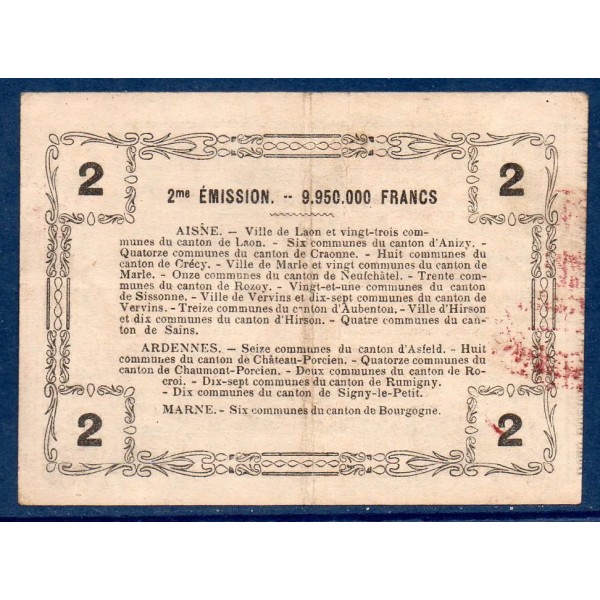 2 2
2me ÉMISSION. -- 9.950.000 FRANCS
AISNE. — Ville de Laon et vingt-trois com-
munes du canton de Laon. - Six communes du canton d'Anizy. -
Quatorze communes du canton de Craonne. - Huit communes du
canton de Crécy. - Ville de Marle et vingt communes du canton de
Marle. - Onze communes du canton de Neufchâtel. - Trente com-
munes du canton de Rozoy. - Vingt-et-une communes du canton
de Sissonne. - Ville de Vervins et dix-sept communes du canton de
Vervins. - Treize communes du canton d'Aubenton. - Ville d'Hirson
et dix communes du canton d'Hirson. - Quatre communes du can-
ton de Sains.
ARDENNES. — Seize communes du canton d'Asfeld. - Huit
communes du canton de Château-Porcien. - Quatorze communes du
canton de Chaumont-Porcien. - Deux communes du canton de Ro-
croi. - Dix-sept communes du canton de Rumigny.
- Dix communes du canton de Signy-le-Petit.
MARNE. - Six communes du canton de Bourgogne.
2 2